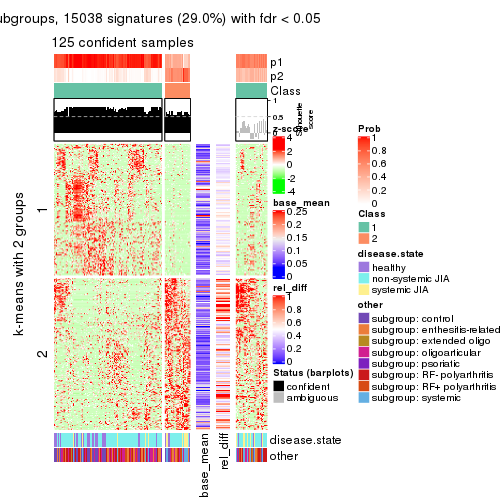 ubgroups, 15038 signatures (29.0%) with fdr < 0.05
125 confident samples
p1
p2
Class
1
0.5
0
Silhouette
score
k-means with 2 groups
1
2
z-score
4
2
0
-2
-4
base_mean
0.25
0.2
0.15
0.1
0.05
0
rel_diff
1
0.8
0.6
0.4
0.2
0
Status (barplots)
confident
ambiguous
Prob
1
0.8
0.6
0.4
0.2
0
Class
1
2
disease.state
healthy
non-systemic JIA
systemic JIA
other
subgroup: control
subgroup: enthesitis-related
subgroup: extended oligo
subgroup: oligoarticular
subgroup: psoriatic
subgroup: RF- polyarthritis
subgroup: RF+ polyarthritis
subgroup: systemic
disease.state
other
base_mean
rel_diff